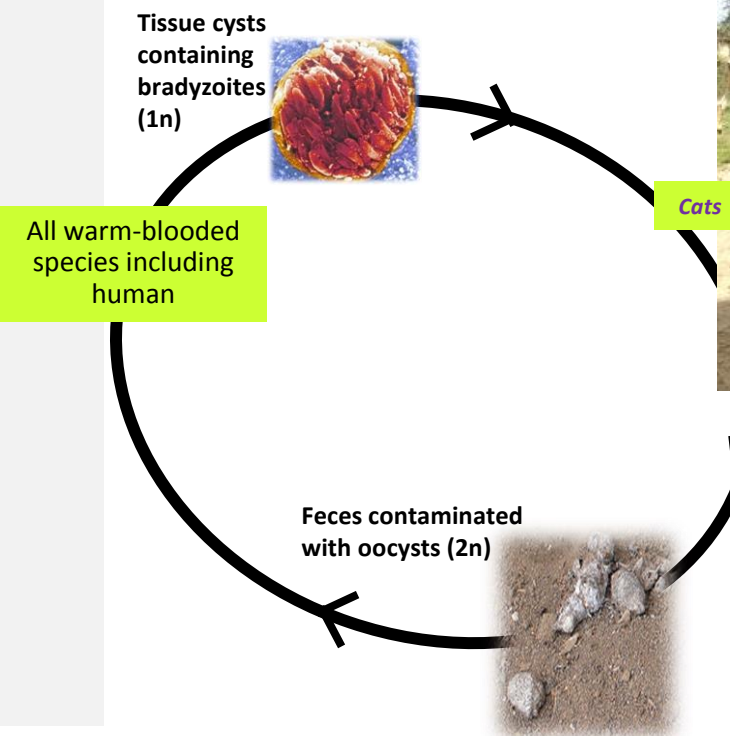 Tissue cysts
containing
bradyzoites
(1n)
Cats
All warm-blooded
species including
human
Feces contaminated
with oocysts (2n)